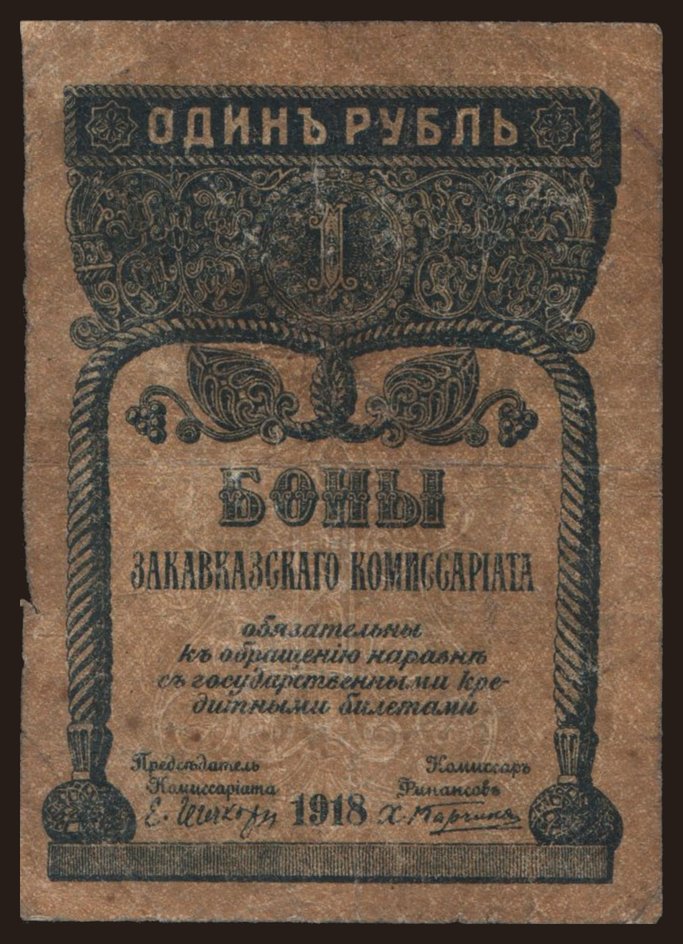 ОДИНЪ РУБЛЬ
1
БОНЫ
ЗАКАВКАЗСКАГО КОМИССАРІАТА
обязательны
къ обращенію наравнѣ
съ государственными кре-
дитными билетами
Предсѣдатель
Комиссаріата
Комиссаръ
Финансовъ
1918